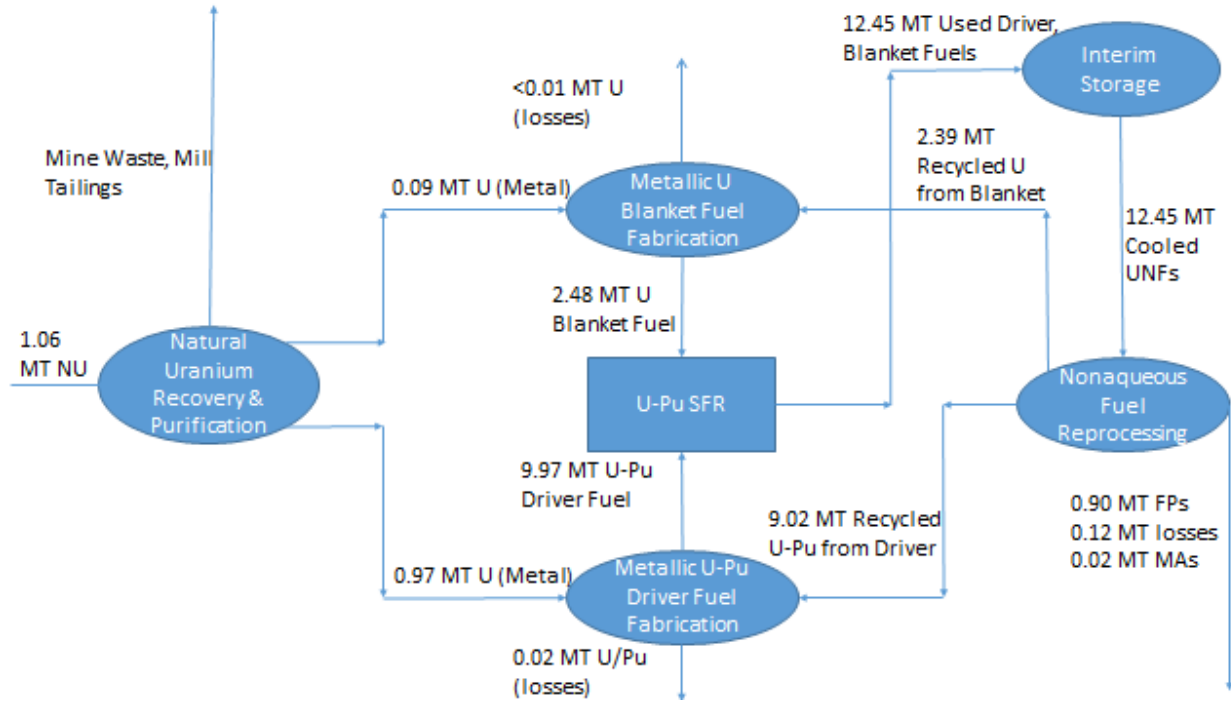 12.45 MT Used Driver,
Blanket Fuels
Interim
Storage
<0.01 MT U
(losses)
Mine Waste, Mill
Tailings
0.09 MT U (Metal)
Metallic U
Blanket Fuel
Fabrication
2.39 MT
Recycled U
from Blanket
12.45 MT
Cooled
UNFs
2.48 MT U
Blanket Fuel
1.06
MT NU
Natural
Uranium
Recovery &
Purification
U-Pu SFR
Nonaqueous
Fuel
Reprocessing
9.97 MT U-Pu
Driver Fuel
9.02 MT Recycled
U-Pu from Driver
0.90 MT FPs
0.12 MT losses
0.02 MT MAs
0.97 MT U (Metal)
Metallic U-Pu
Driver Fuel
Fabrication
0.02 MT U/Pu
(losses)